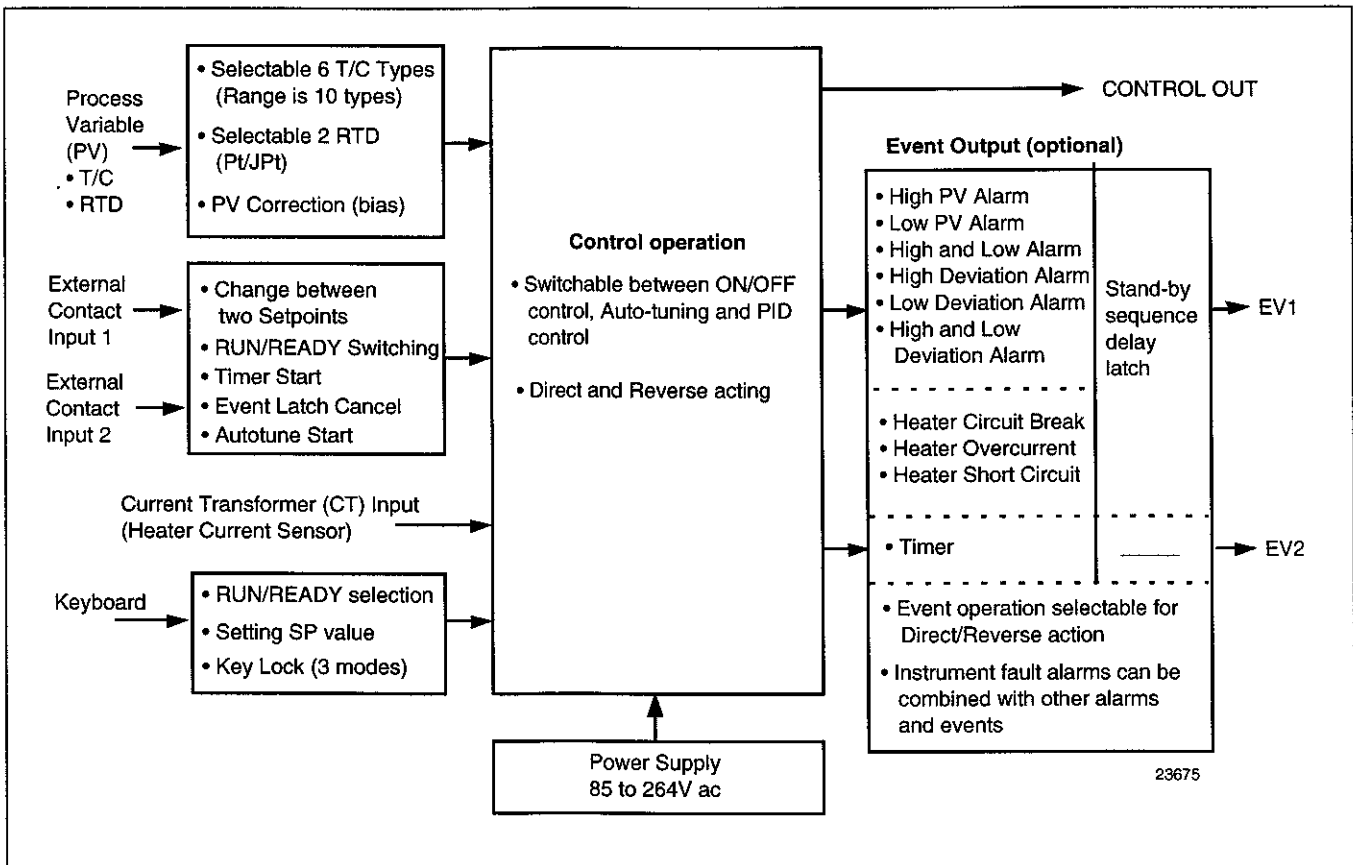 Process
Variable
(PV)
• T/C
• RTD
• Selectable 6 T/C Types
(Range is 10 types)
• Selectable 2 RTD
(Pt/JPt)
• PV Correction (bias)
External
Contact
Input 1
External
Contact
Input 2
• Change between
two Setpoints
• RUN/READY Switching
• Timer Start
• Event Latch Cancel
• Autotune Start
Current Transformer (CT) Input
(Heater Current Sensor)
Keyboard
• RUN/READY selection
• Setting SP value
• Key Lock (3 modes)
Control operation
• Switchable between ON/OFF
control, Auto-tuning and PID
control
• Direct and Reverse acting
Power Supply
85 to 264V ac
CONTROL OUT
Event Output (optional)
• High PV Alarm
• Low PV Alarm
• High and Low Alarm
• High Deviation Alarm
• Low Deviation Alarm
• High and Low
Deviation Alarm
Stand-by
sequence
delay
latch
EV1
• Heater Circuit Break
• Heater Overcurrent
• Heater Short Circuit
• Timer
EV2
• Event operation selectable for
Direct/Reverse action
• Instrument fault alarms can be
combined with other alarms
and events
23675